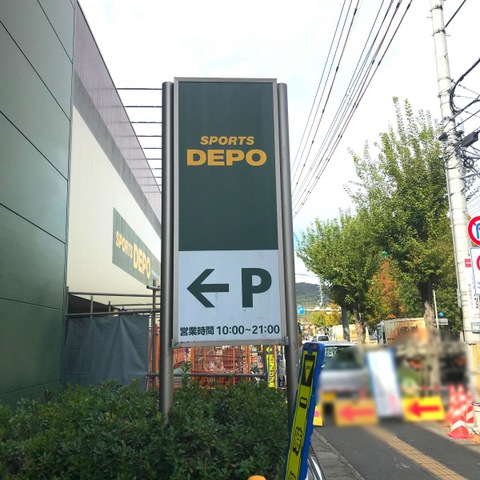 SPORTS
DEPO
← P
営業時間 10:00~21:00
SPORTS
DEPO